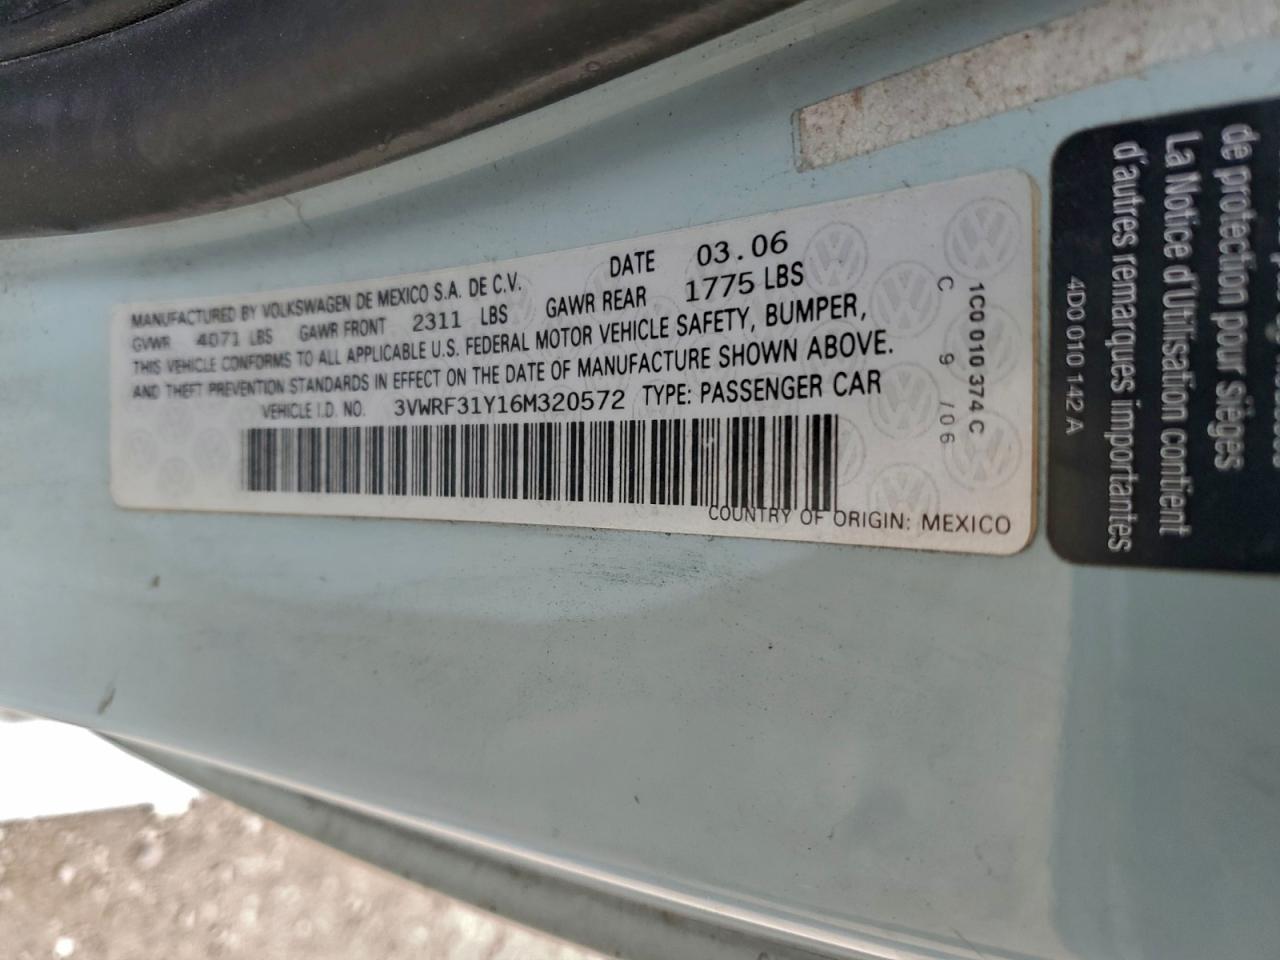 MANUFACTURED BY VOLKSWAGEN DE MEXICO S.A. DE C.V. DATE 03.06
GVWR 4071 LBS GAWR FRONT 2311 LBS GAWR REAR 1775 LBS
THIS VEHICLE CONFORMS TO ALL APPLICABLE U.S. FEDERAL MOTOR VEHICLE SAFETY, BUMPER,
AND THEFT PREVENTION STANDARDS IN EFFECT ON THE DATE OF MANUFACTURE SHOWN ABOVE.
VEHICLE I.D. NO. 3VWRF31Y16M320572 TYPE: PASSENGER CAR
COUNTRY OF ORIGIN: MEXICO
1C0 010 374 C
C 9 /06
de protection pour sièges
La Notice d'Utilisation contient
d'autres remarques importantes
4D0 010 142 A